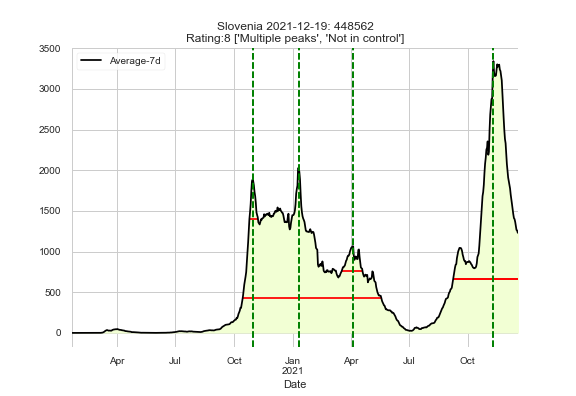 Slovenia 2021-12-19: 448562
Rating:8 ['Multiple peaks', 'Not in control']
3500
Average-7d
3000
2500
2000
1500
1000
500
0
Apr
Jul
Oct
Jan
2021
Apr
Jul
Oct
Date